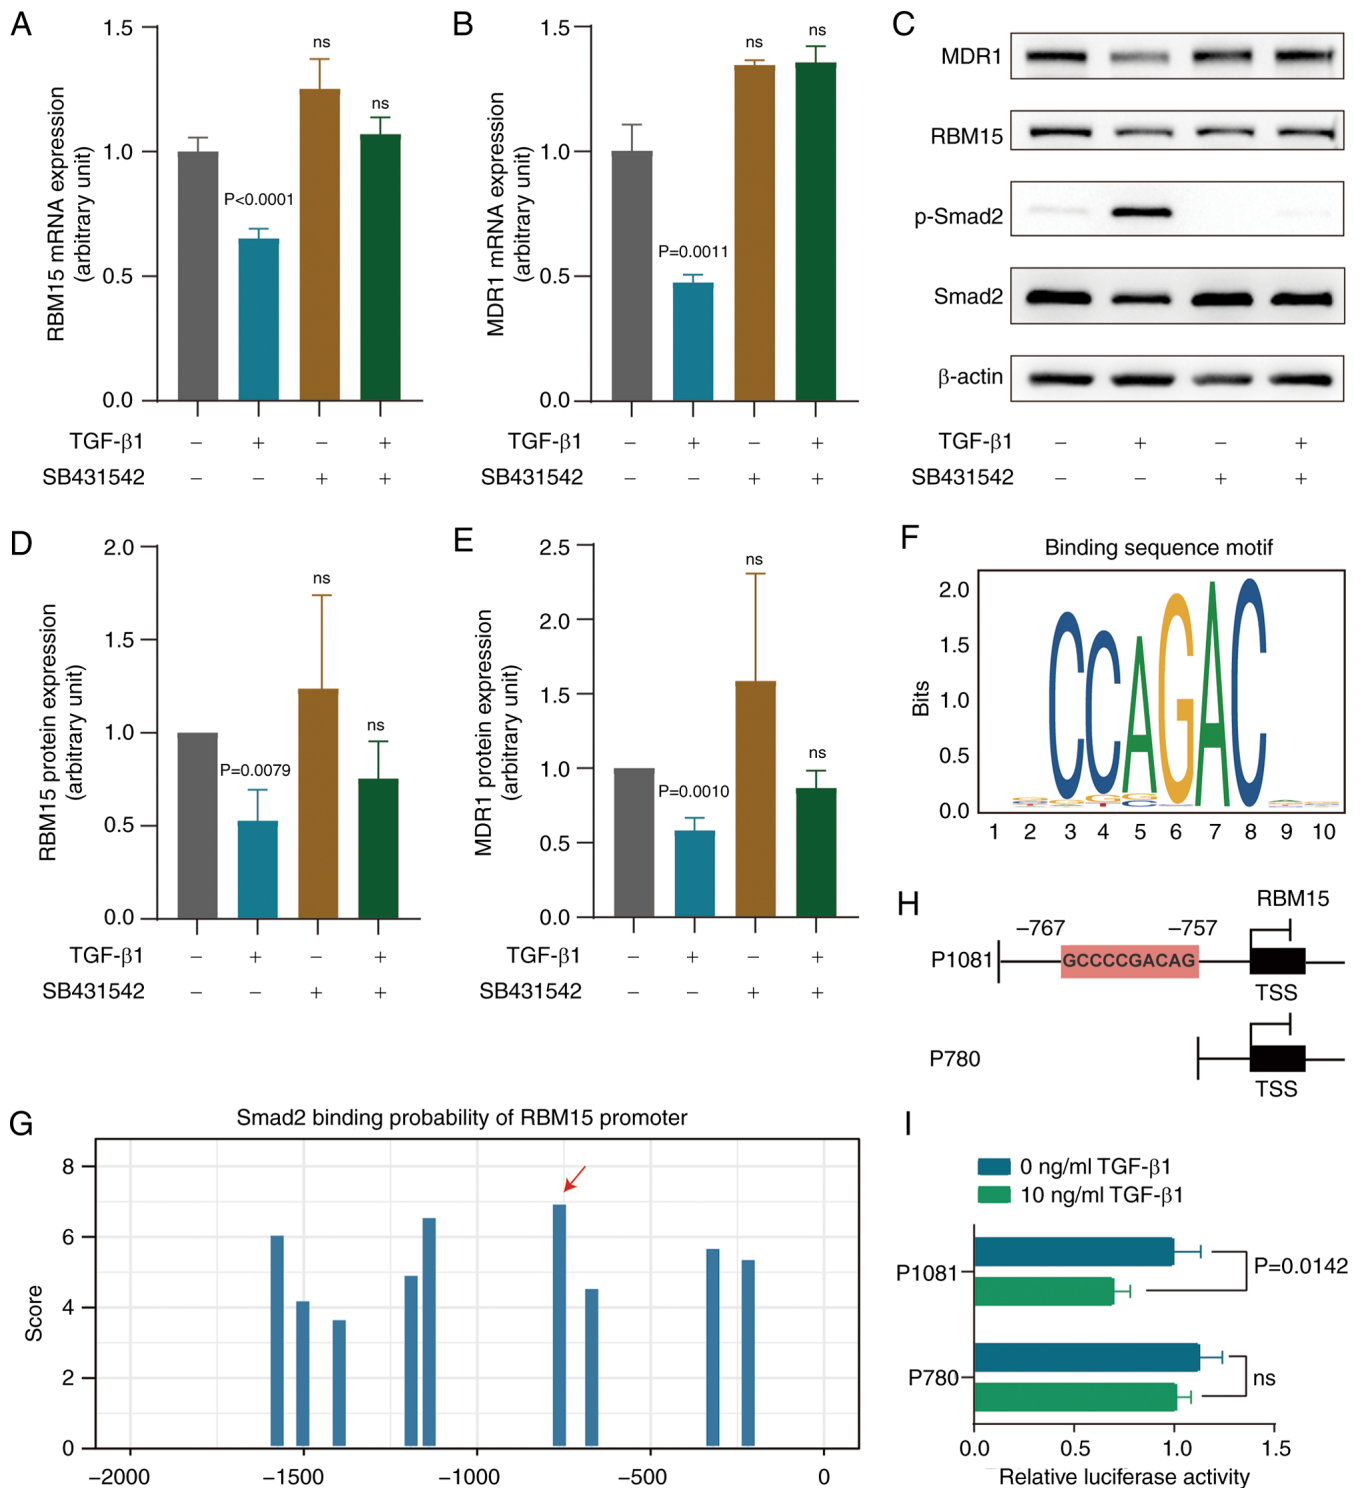 A
RBM15 mRNA expression
(arbitrary unit)
1.5
1.0
0.5
0.0
P<0.0001
ns
ns
TGF-β1 − + − +
SB431542 − − + +
B
MDR1 mRNA expression
(arbitrary unit)
1.5
1.0
0.5
0.0
P=0.0011
ns
ns
TGF-β1 − + − +
SB431542 − − + +
C
MDR1
RBM15
p-Smad2
Smad2
β-actin
TGF-β1 − + − +
SB431542 − − + +
D
RBM15 protein expression
(arbitrary unit)
2.0
1.5
1.0
0.5
0.0
P=0.0079
ns
ns
TGF-β1 − + − +
SB431542 − − + +
E
MDR1 protein expression
(arbitrary unit)
2.5
2.0
1.5
1.0
0.5
0.0
P=0.0010
ns
ns
TGF-β1 − + − +
SB431542 − − + +
F
Binding sequence motif
Bits
2.0
1.5
1.0
0.5
0.0
CCAGAC
1 2 3 4 5 6 7 8 9 10
G
Smad2 binding probability of RBM15 promoter
Score
8
6
4
2
0
−2000 −1500 −1000 −500 0
H
RBM15
−767 −757
P1081 GCCCCGACAG
TSS
P780
TSS
I
0 ng/ml TGF-β1
10 ng/ml TGF-β1
P1081
P=0.0142
P780
ns
0.0 0.5 1.0 1.5
Relative luciferase activity